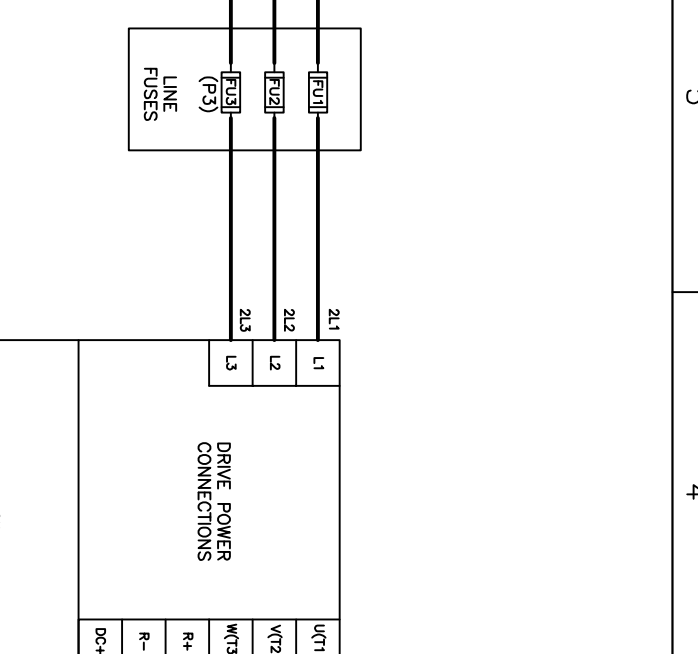 FU1
FU2
FU3
(P3)
LINE
FUSES
2L1
2L2
2L3
L1
L2
L3
DRIVE POWER
CONNECTIONS
U(T1
V(T2
W(T3
R+
R-
DC+
4